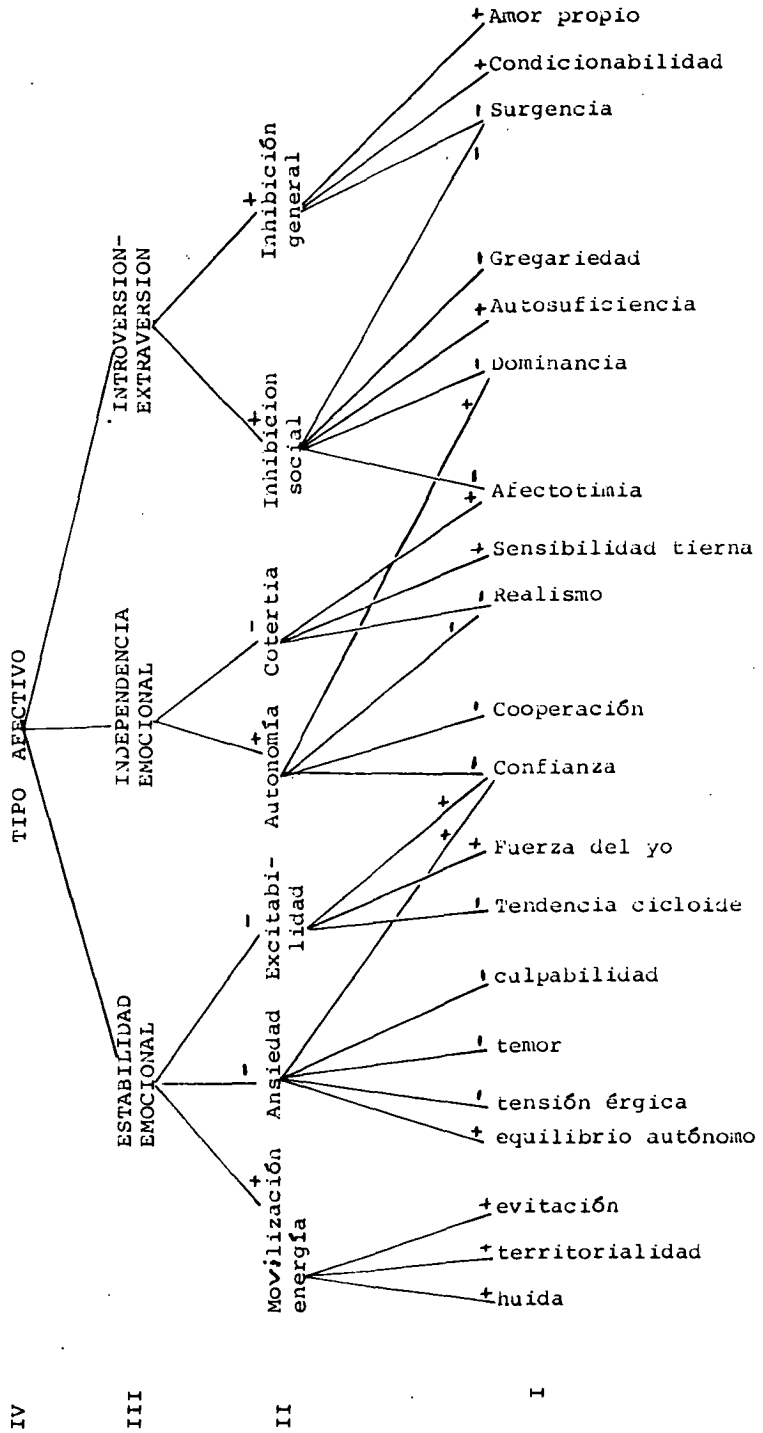 IV
TIPO AFECTIVO
III
ESTABILIDAD
EMOCIONAL
INDEPENDENCIA
EMOCIONAL
INTROVERSION-
EXTRAVERSION
II
+
Movilización
energía
-
Ansiedad
-
Excitabi-
lidad
+
Autonomía
-
Cotertia
+
Inhibicion
social
+
Inhibición
general
I
+huida
+territorialidad
+evitación
+equilibrio autónomo
-tensión érgica
-temor
-culpabilidad
-Tendencia cicloide
+Fuerza del yo
+
+
-Confianza
-Cooperación
-
-Realismo
+Sensibilidad tierna
+
-
Afectotimia
+
-Dominancia
+Autosuficiencia
-Gregariedad
-
-Surgencia
+Condicionabilidad
+Amor propio